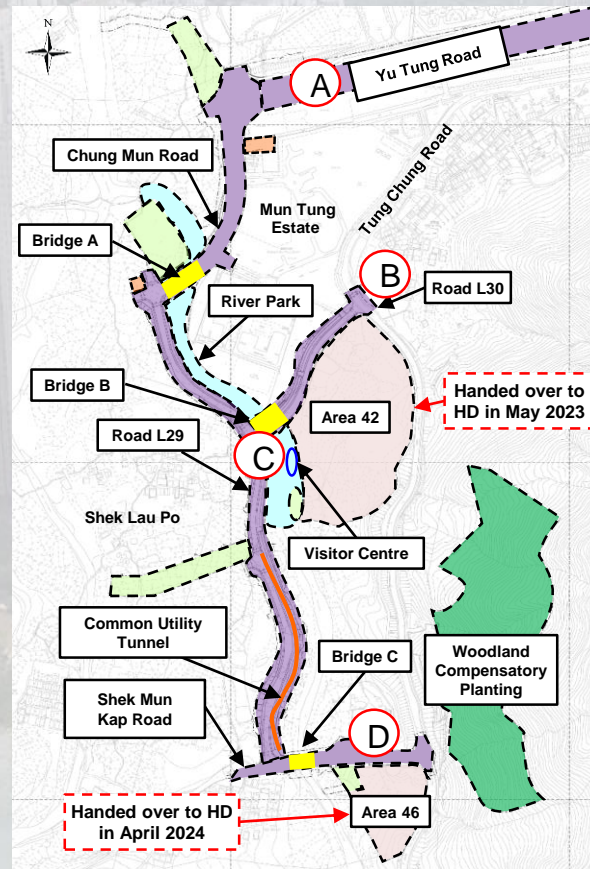 N
A
Yu Tung Road
Chung Mun Road
Tung Chung Road
Mun Tung
Estate
Bridge A
B
Road L30
River Park
Bridge B
Area 42
Handed over to
HD in May 2023
Road L29
C
Shek Lau Po
Visitor Centre
Common Utility
Tunnel
Bridge C
Woodland
Compensatory
Planting
Shek Mun
Kap Road
D
Handed over to HD
in April 2024
Area 46